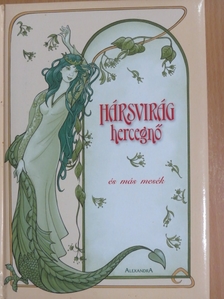 HÁRSVIRÁG
hercegnő
és más mesék
ALEXANDRA